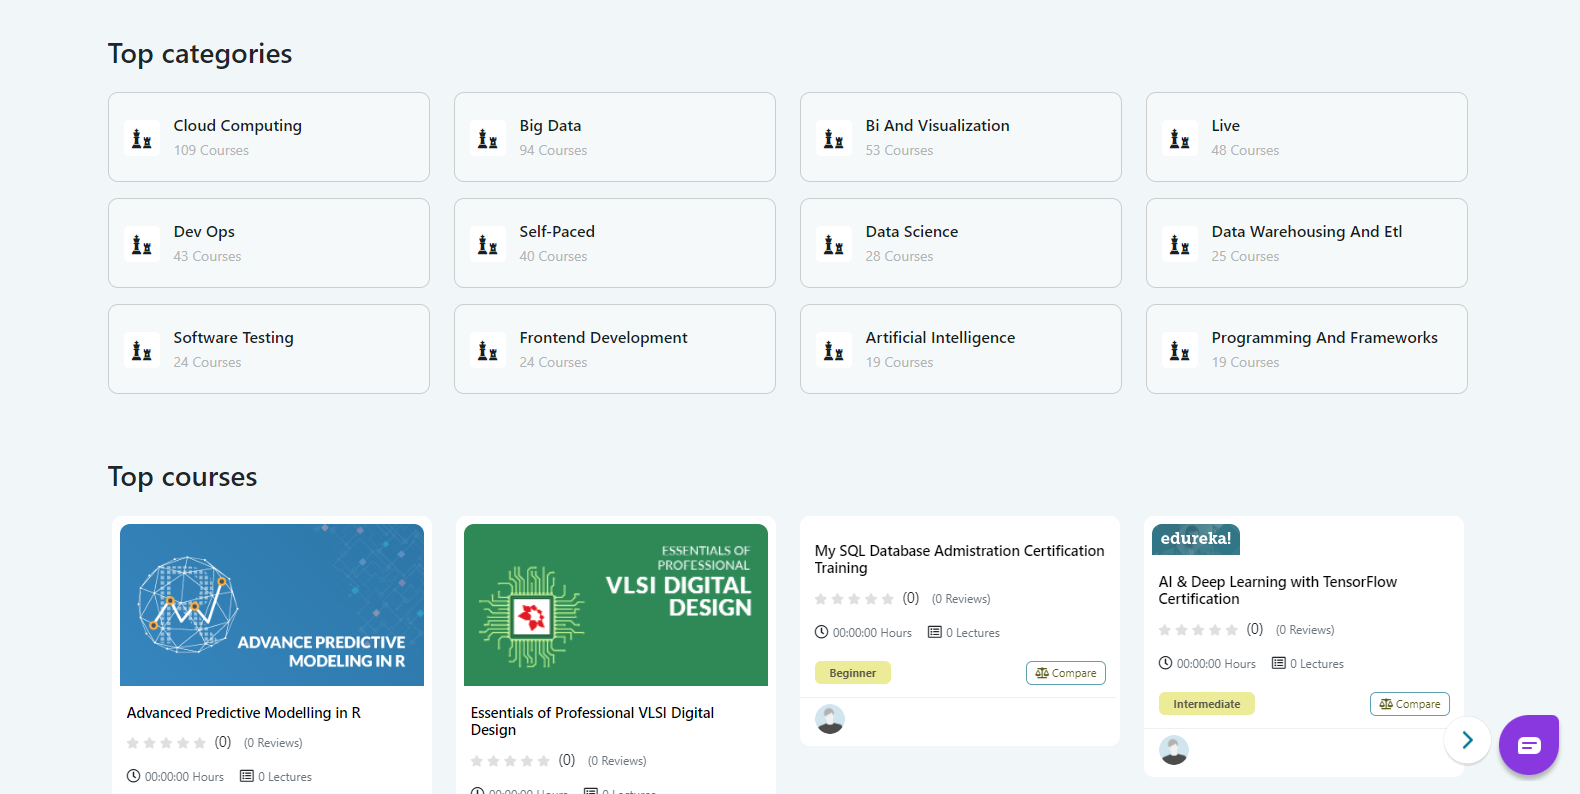 Top categories
Cloud Computing
109 Courses
Big Data
94 Courses
Bi And Visualization
53 Courses
Live
48 Courses
Dev Ops
43 Courses
Self-Paced
40 Courses
Data Science
28 Courses
Data Warehousing And Etl
25 Courses
Software Testing
24 Courses
Frontend Development
24 Courses
Artificial Intelligence
19 Courses
Programming And Frameworks
19 Courses
Top courses
ADVANCE PREDICTIVE
MODELING IN R
Advanced Predictive Modelling in R
(0) (0 Reviews)
00:00:00 Hours 0 Lectures
ESSENTIALS OF
PROFESSIONAL
VLSI DIGITAL
DESIGN
Essentials of Professional VLSI Digital
Design
(0) (0 Reviews)
00:00:00 Hours 0 Lectures
My SQL Database Admistration Certification
Training
(0) (0 Reviews)
00:00:00 Hours 0 Lectures
Beginner Compare
edureka!
AI & Deep Learning with TensorFlow
Certification
(0) (0 Reviews)
00:00:00 Hours 0 Lectures
Intermediate Compare